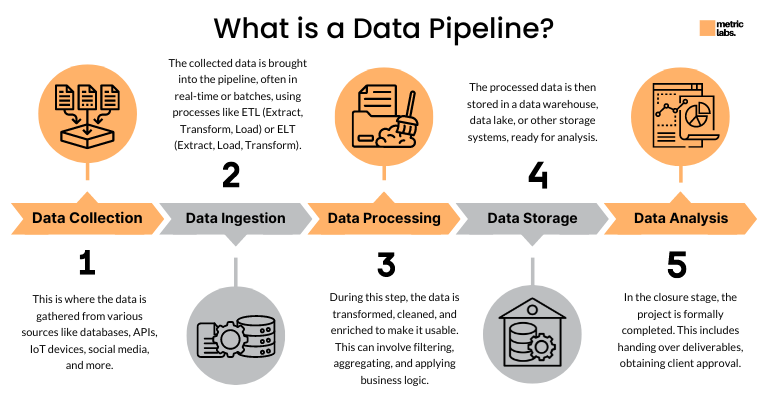 What is a Data Pipeline?
metric
labs.
The collected data is brought
into the pipeline, often in
real-time or batches, using
processes like ETL (Extract,
Transform, Load) or ELT
(Extract, Load, Transform).
The processed data is then
stored in a data warehouse,
data lake, or other storage
systems, ready for analysis.
2
4
Data Collection
Data Ingestion
Data Processing
Data Storage
Data Analysis
1
3
5
This is where the data is
gathered from various
sources like databases, APIs,
IoT devices, social media,
and more.
During this step, the data is
transformed, cleaned, and
enriched to make it usable.
This can involve filtering,
aggregating, and applying
business logic.
In the closure stage, the
project is formally
completed. This includes
handing over deliverables,
obtaining client approval.